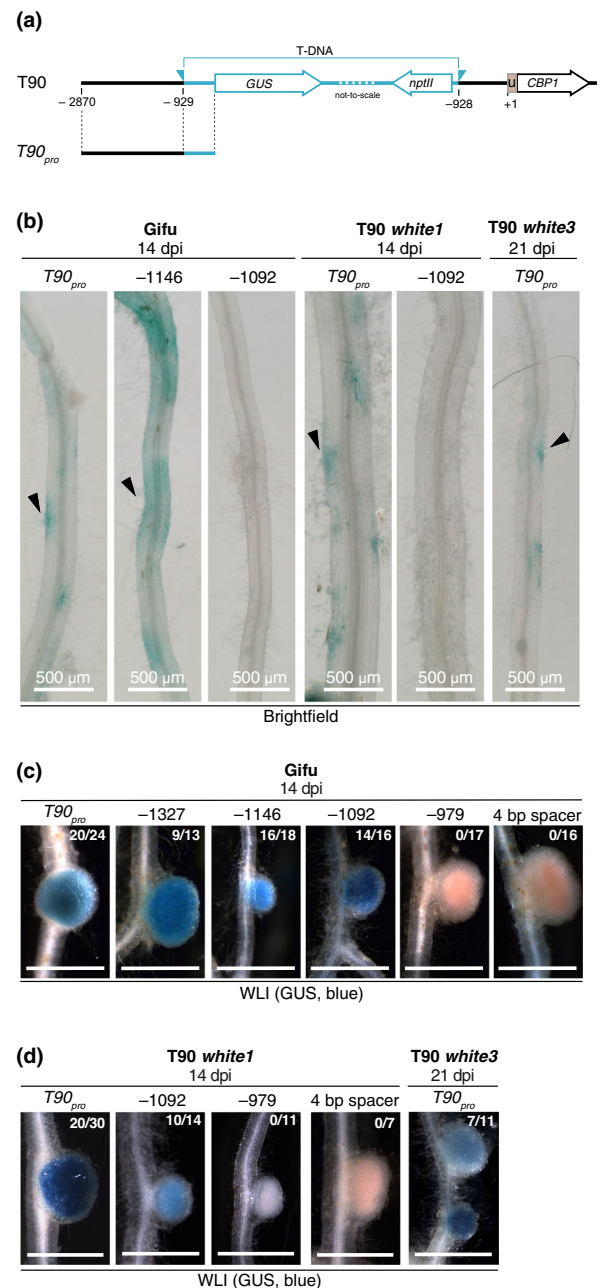 (a)
T-DNA
T90
GUS
nptII
u
CBP1
not-to-scale
– 2870
– 929
–928
+1
T90pro
(b)
Gifu
T90 white1
T90 white3
14 dpi
14 dpi
21 dpi
T90pro
–1146
–1092
T90pro
–1092
T90pro
500 µm
500 µm
500 µm
500 µm
500 µm
500 µm
Brightfield
(c)
Gifu
14 dpi
T90pro
–1327
–1146
–1092
–979
4 bp spacer
20/24
9/13
16/18
14/16
0/17
0/16
WLI (GUS, blue)
(d)
T90 white1
T90 white3
14 dpi
21 dpi
T90pro
–1092
–979
4 bp spacer
T90pro
20/30
10/14
0/11
0/7
7/11
WLI (GUS, blue)